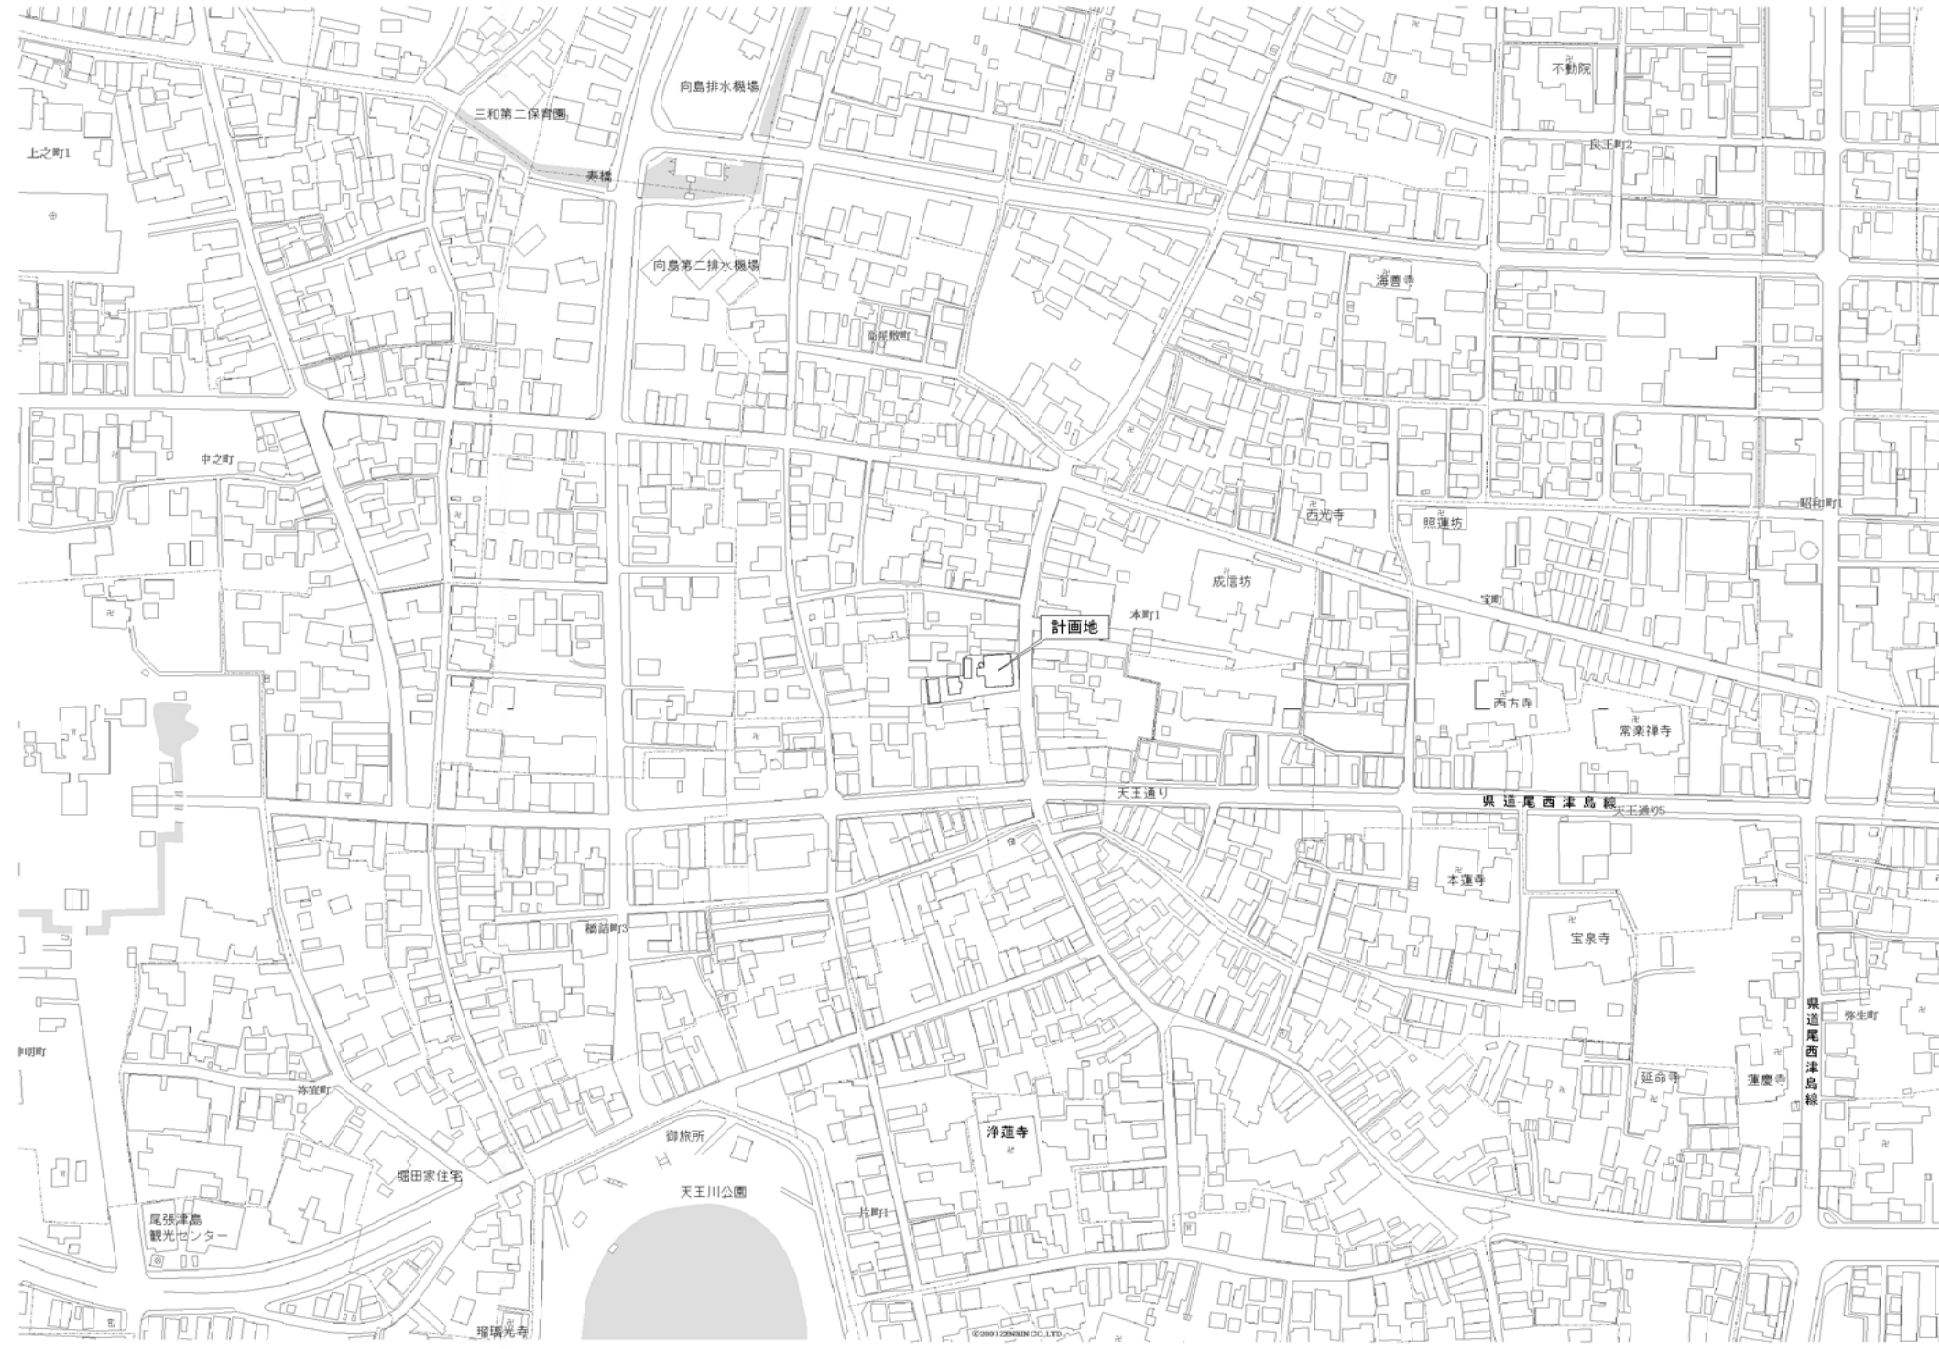 不動院
向島排水機場
三和第二保育園
良王町2
上之町1
向島第二排水機場
海善寺
中之町
昭和町1
西光寺
照蓮坊
成信坊
宝町
本町1
計画地
西方寺
常楽禅寺
天王通り
県道尾西津島線
天王通り5
本蓮寺
橋詰町3
宝泉寺
県道尾西津島線
弥生町
祢宜町
延命寺
蓮慶寺
浄蓮寺
御旅所
堀田家住宅
天王川公園
片町1
尾張津島
観光センター
瑠璃光寺